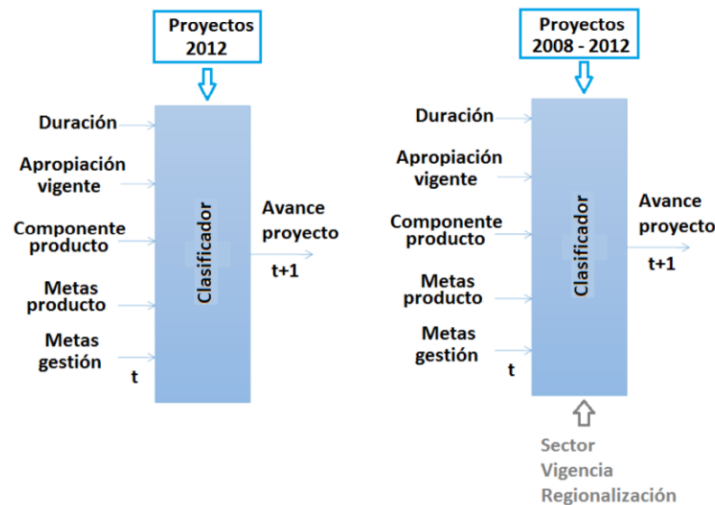 Proyectos
2012
Duración
Apropiación
vigente
Componente
producto
Metas
producto
Metas
gestión
t
Clasificador
Avance
proyecto
t+1
Proyectos
2008 - 2012
Duración
Apropiación
vigente
Componente
producto
Metas
producto
Metas
gestión
t
Clasificador
Avance
proyecto
t+1
Sector
Vigencia
Regionalización